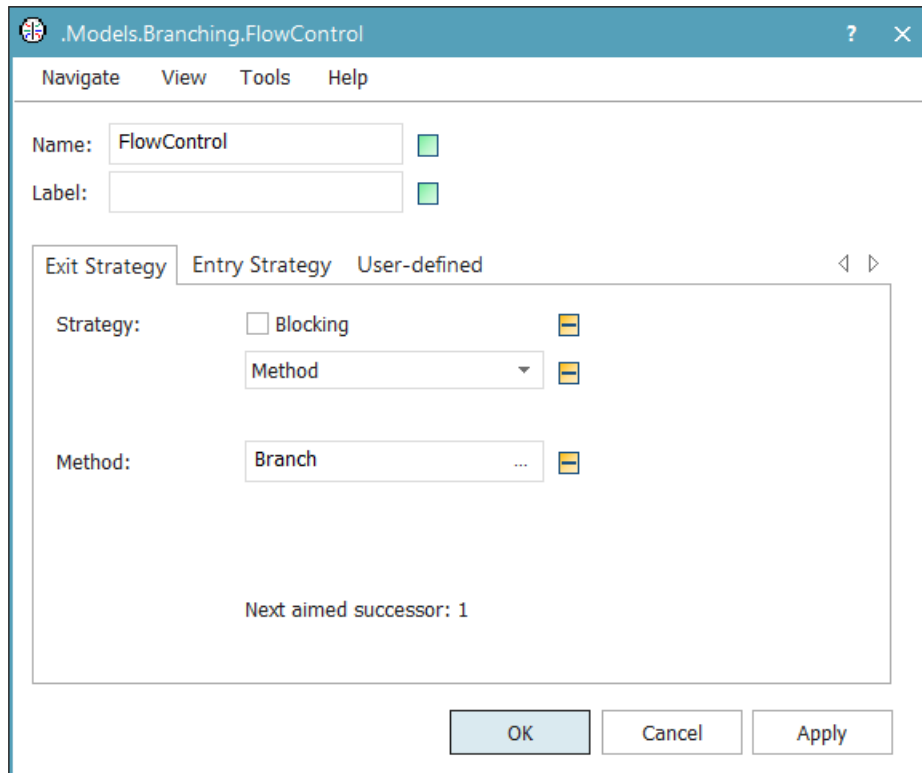 .Models.Branching.FlowControl ?
Navigate View Tools Help
Name: FlowControl
Label:
Exit Strategy Entry Strategy User-defined
Strategy: Blocking
Method
Method: Branch ...
Next aimed successor: 1
OK Cancel Apply